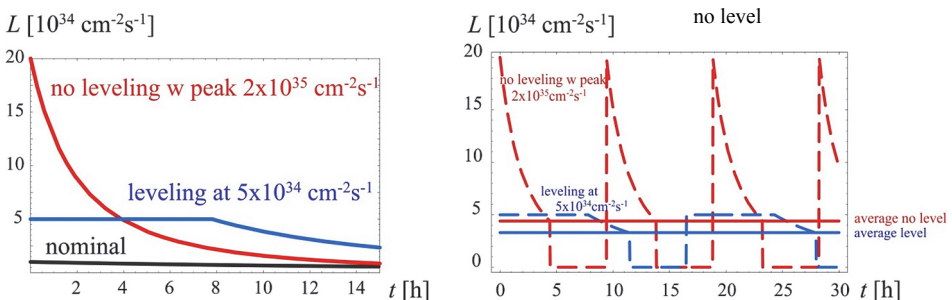 L [10³⁴ cm⁻²s⁻¹]
20
15
10
5
no leveling w peak 2x10³⁵ cm⁻²s⁻¹
leveling at 5x10³⁴ cm⁻²s⁻¹
nominal
2 4 6 8 10 12 14 t [h]
no level
L [10³⁴ cm⁻²s⁻¹]
20
15
10
5
0
no leveling w peak
2x10³⁵cm⁻²s⁻¹
leveling at
5x10³⁴cm⁻²s⁻¹
average no level
average level
0 5 10 15 20 25 30 t [h]